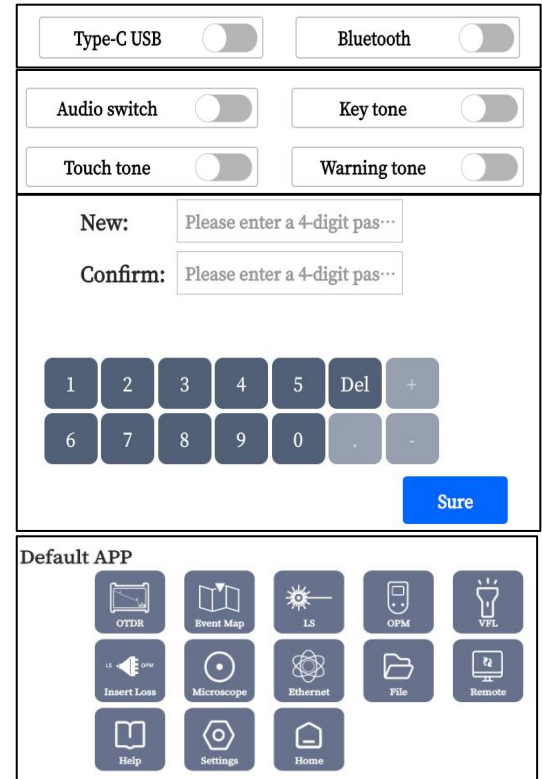 Type-C USB Bluetooth
Audio switch Key tone
Touch tone Warning tone
New: Please enter a 4-digit pas···
Confirm: Please enter a 4-digit pas···
1 2 3 4 5 Del +
6 7 8 9 0 . -
Sure
Default APP
OTDR Event Map LS OPM VFL
LS OPM
Insert Loss Microscope Ethernet File Remote
Help Settings Home